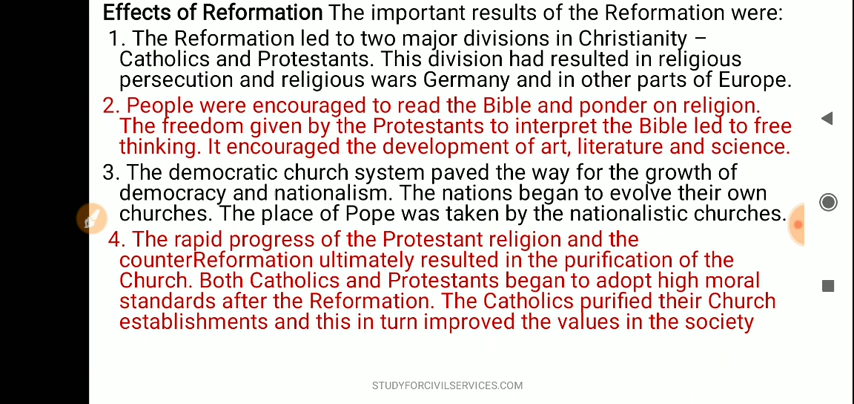 Effects of Reformation The important results of the Reformation were:
1. The Reformation led to two major divisions in Christianity –
Catholics and Protestants. This division had resulted in religious
persecution and religious wars Germany and in other parts of Europe.
2. People were encouraged to read the Bible and ponder on religion.
The freedom given by the Protestants to interpret the Bible led to free
thinking. It encouraged the development of art, literature and science.
3. The democratic church system paved the way for the growth of
democracy and nationalism. The nations began to evolve their own
churches. The place of Pope was taken by the nationalistic churches.
4. The rapid progress of the Protestant religion and the
counterReformation ultimately resulted in the purification of the
Church. Both Catholics and Protestants began to adopt high moral
standards after the Reformation. The Catholics purified their Church
establishments and this in turn improved the values in the society
STUDYFORCIVILSERVICES.COM